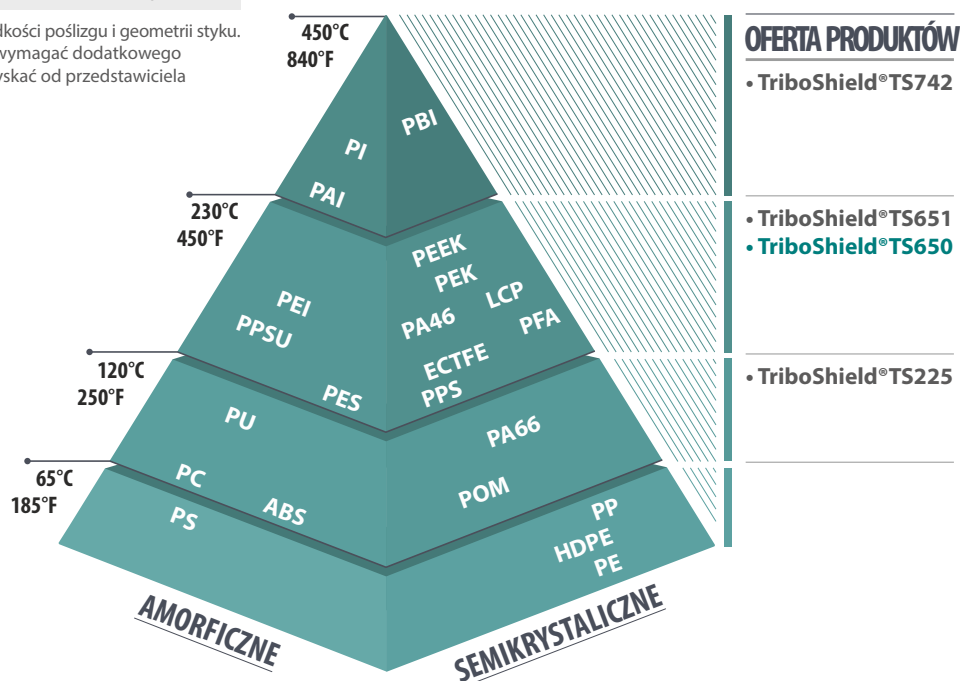 dkości poślizgu i geometrii styku.
wymagać dodatkowego
skać od przedstawiciela
450°C
840°F
OFERTA PRODUKTÓW
• TriboShield®TS742
PBI
PI
PAI
230°C
450°F
• TriboShield®TS651
• TriboShield®TS650
PEEK
PEK
LCP
PEI
PA46
PFA
PPSU
ECTFE
PPS
PES
120°C
250°F
• TriboShield®TS225
PU
PA66
65°C
185°F
PC
POM
ABS
PS
PP
HDPE
PE
AMORFICZNE
SEMIKRYSTALICZNE